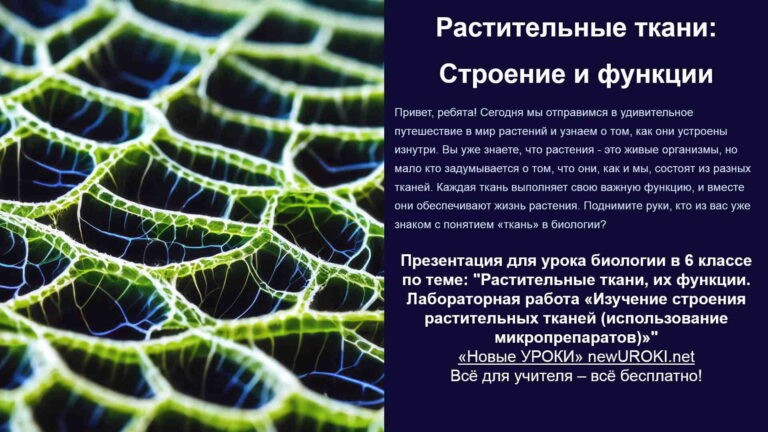 Растительные ткани:
Строение и функции
Привет, ребята! Сегодня мы отправимся в удивительное
путешествие в мир растений и узнаем о том, как они устроены
изнутри. Вы уже знаете, что растения - это живые организмы, но
мало кто задумывается о том, что они, как и мы, состоят из разных
тканей. Каждая ткань выполняет свою важную функцию, и вместе
они обеспечивают жизнь растения. Поднимите руки, кто из вас уже
знаком с понятием «ткань» в биологии?
Презентация для урока биологии в 6 классе
по теме: "Растительные ткани, их функции.
Лабораторная работа «Изучение строения
растительных тканей (использование
микропрепаратов)»"
«Новые УРОКИ» newUROKI.net
Всё для учителя – всё бесплатно!